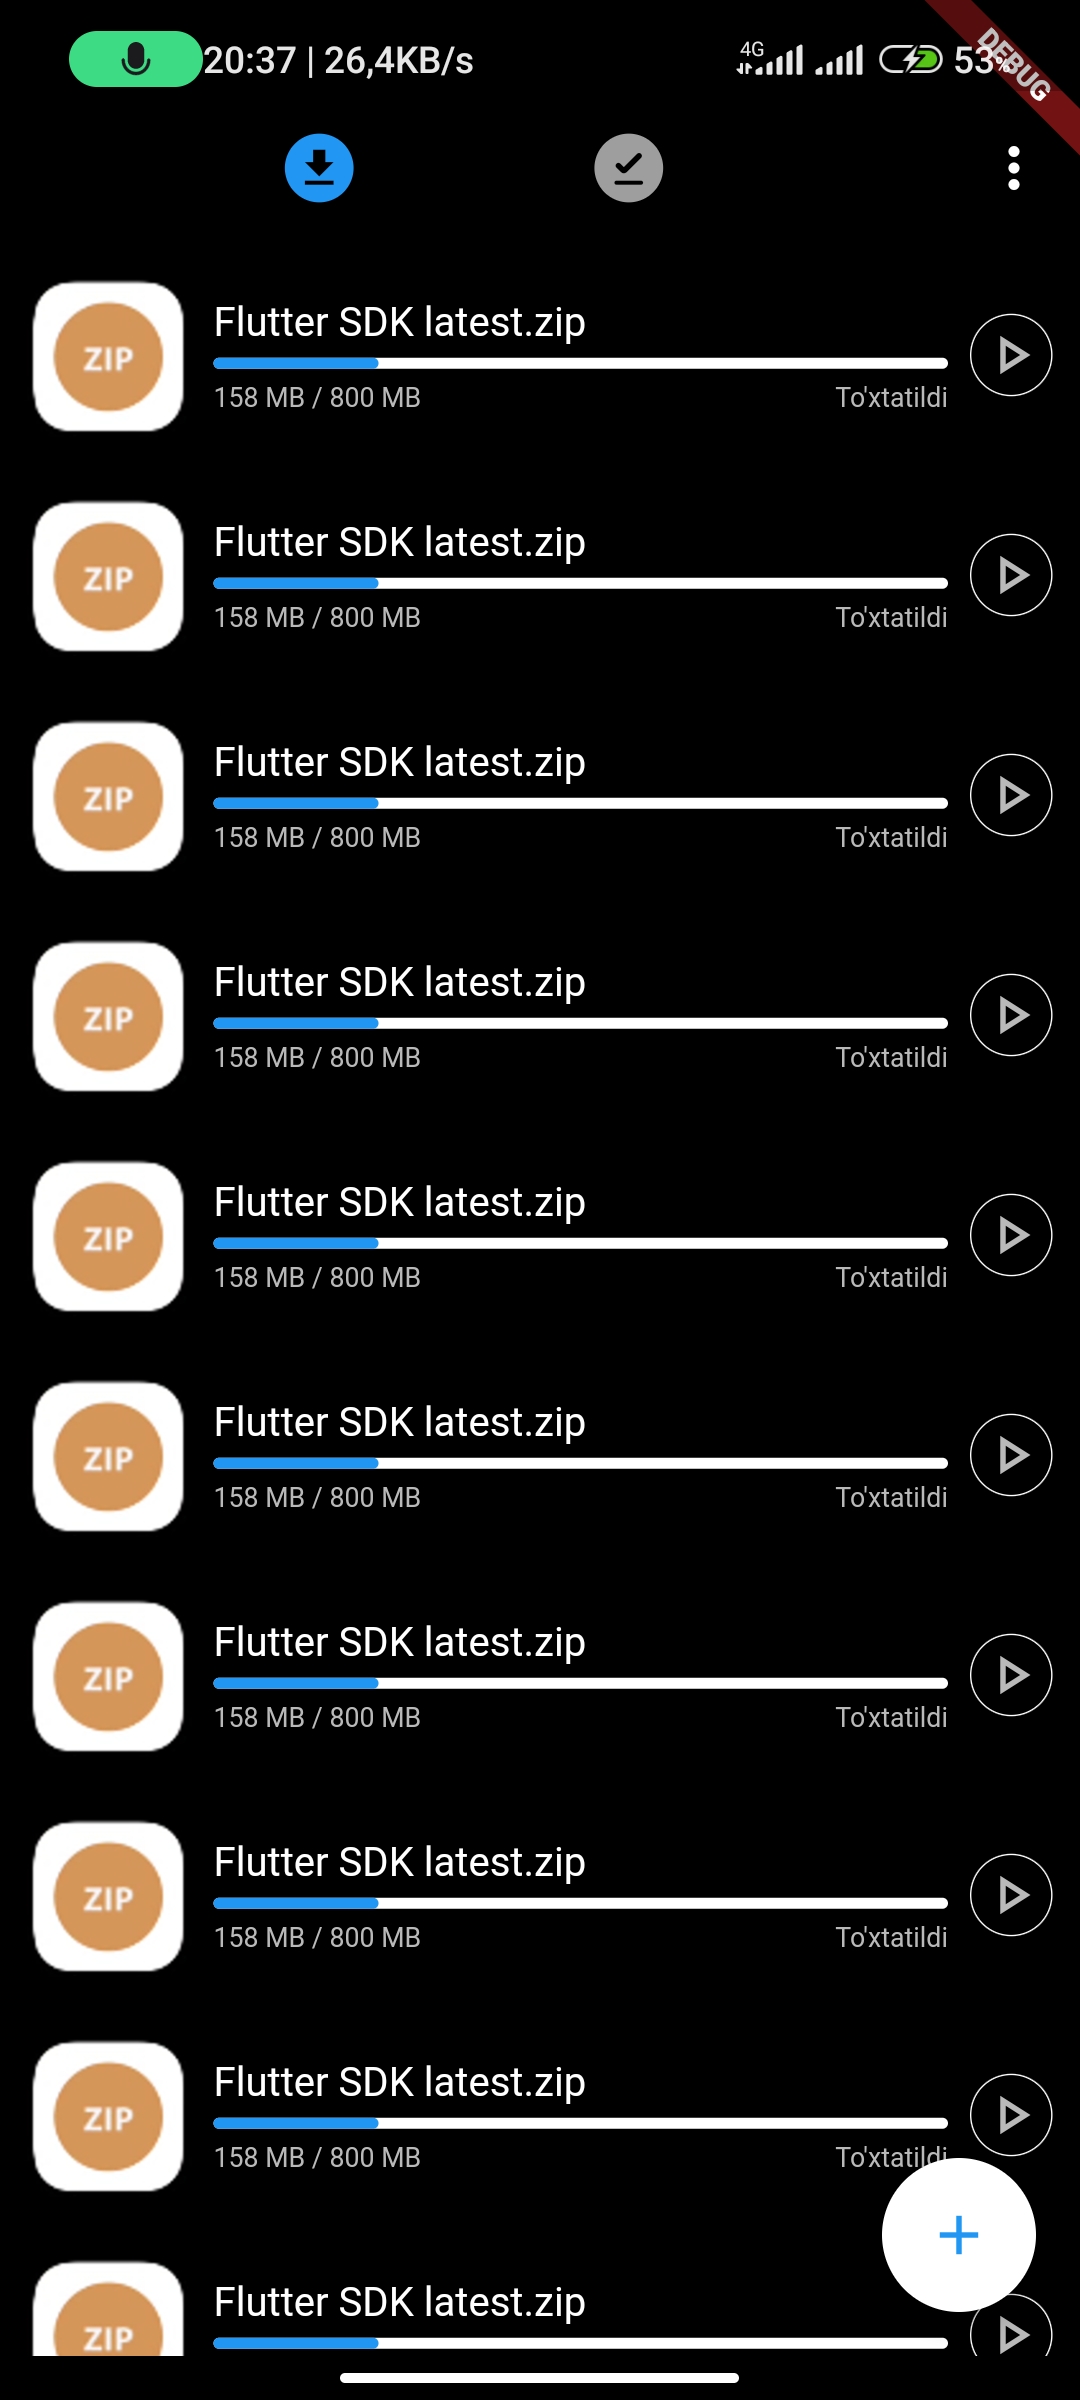 20:37 | 26,4KB/s
4G
53%
DEBUG
ZIP
Flutter SDK latest.zip
158 MB / 800 MB
To'xtatildi
ZIP
Flutter SDK latest.zip
158 MB / 800 MB
To'xtatildi
ZIP
Flutter SDK latest.zip
158 MB / 800 MB
To'xtatildi
ZIP
Flutter SDK latest.zip
158 MB / 800 MB
To'xtatildi
ZIP
Flutter SDK latest.zip
158 MB / 800 MB
To'xtatildi
ZIP
Flutter SDK latest.zip
158 MB / 800 MB
To'xtatildi
ZIP
Flutter SDK latest.zip
158 MB / 800 MB
To'xtatildi
ZIP
Flutter SDK latest.zip
158 MB / 800 MB
To'xtatildi
ZIP
Flutter SDK latest.zip
158 MB / 800 MB
To'xtatildi
ZIP
Flutter SDK latest.zip